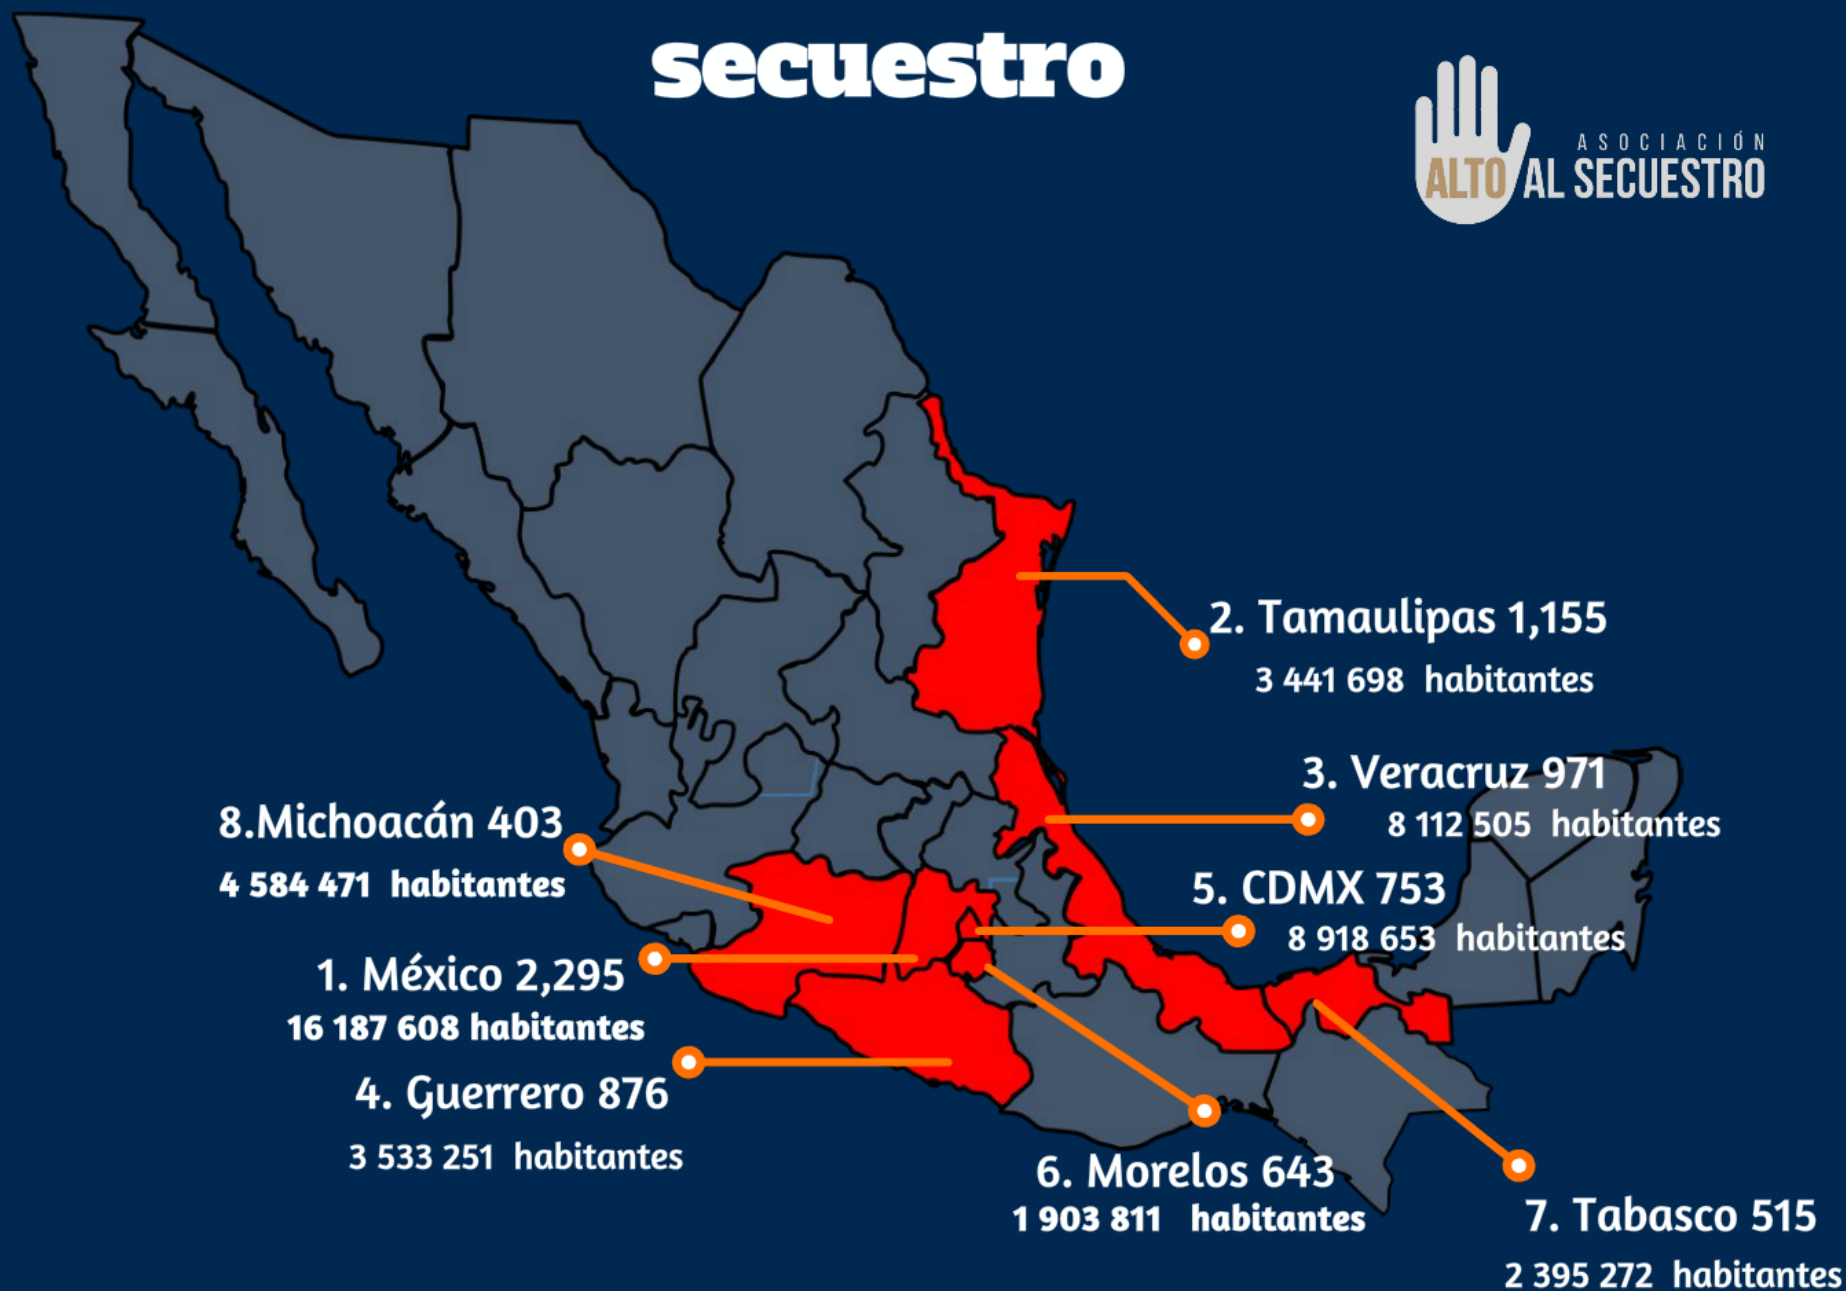 secuestro
ASOCIACIÓN
ALTO AL SECUESTRO
2. Tamaulipas 1,155
3 441 698 habitantes
3. Veracruz 971
8 112 505 habitantes
8.Michoacán 403
4 584 471 habitantes
5. CDMX 753
8 918 653 habitantes
1. México 2,295
16 187 608 habitantes
4. Guerrero 876
3 533 251 habitantes
6. Morelos 643
1 903 811 habitantes
7. Tabasco 515
2 395 272 habitantes